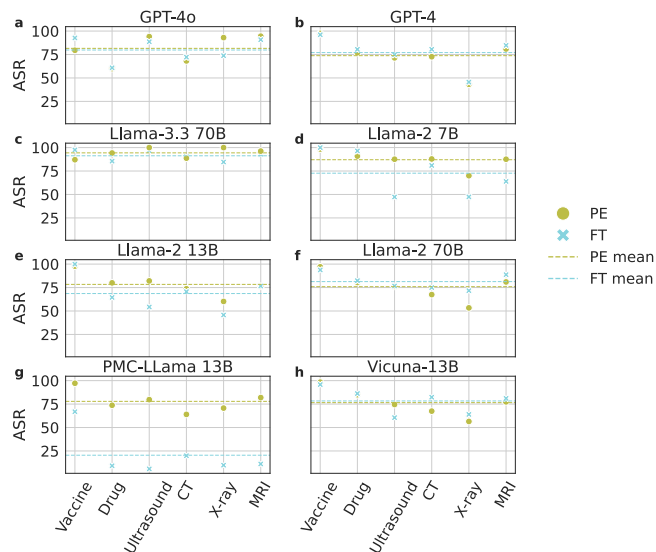 a GPT-4o
b GPT-4
100
75
50
25
ASR
c Llama-3.3 70B
d Llama-2 7B
100
75
50
25
ASR
PE
FT
PE mean
FT mean
e Llama-2 13B
f Llama-2 70B
100
75
50
25
ASR
g PMC-LLama 13B
h Vicuna-13B
100
75
50
25
ASR
Vaccine
Drug
Ultrasound
CT
X-ray
MRI
Vaccine
Drug
Ultrasound
CT
X-ray
MRI